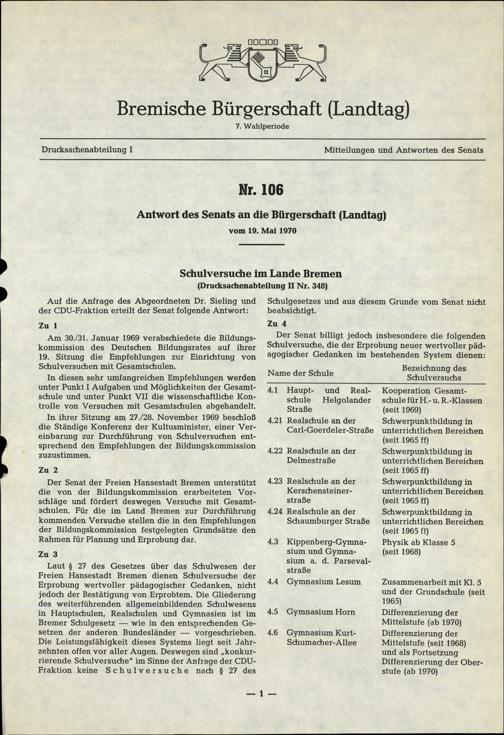 Bremische Bürgerschaft (Landtag)
7. Wahlperiode
Drucksachenabteilung I
Mitteilungen und Antworten des Senats
Nr. 106
Antwort des Senats an die Bürgerschaft (Landtag)
vom 19. Mai 1970
Schulversuche im Lande Bremen
(Drucksachenabteilung II Nr. 348)
Auf die Anfrage des Abgeordneten Dr. Sieling und
der CDU-Fraktion erteilt der Senat folgende Antwort:
Zu 1
Am 30./31. Januar 1969 verabschiedete die Bildungs-
kommission des Deutschen Bildungsrates auf ihrer
19. Sitzung die Empfehlungen zur Einrichtung von
Schulversuchen mit Gesamtschulen.
In diesen sehr umfangreichen Empfehlungen werden
unter Punkt I Aufgaben und Möglichkeiten der Gesamt-
schule und unter Punkt VII die wissenschaftliche Kon-
trolle von Versuchen mit Gesamtschulen abgehandelt.
In ihrer Sitzung am 27./28. November 1969 beschloß
die Ständige Konferenz der Kultusminister, einer Ver-
einbarung zur Durchführung von Schulversuchen ent-
sprechend den Empfehlungen der Bildungskommission
zuzustimmen.
Zu 2
Der Senat der Freien Hansestadt Bremen unterstützt
die von der Bildungskommission erarbeiteten Vor-
schläge und fördert deswegen Versuche mit Gesamt-
schulen. Für die im Land Bremen zur Durchführung
kommenden Versuche stellen die in den Empfehlungen
der Bildungskommission festgelegten Grundsätze den
Rahmen für Planung und Erprobung dar.
Zu 3
Laut § 27 des Gesetzes über das Schulwesen der
Freien Hansestadt Bremen dienen Schulversuche der
Erprobung wertvoller pädagogischer Gedanken, nicht
jedoch der Bestätigung von Erprobtem. Die Gliederung
des weiterführenden allgemeinbildenden Schulwesens
in Hauptschulen, Realschulen und Gymnasien ist im
Bremer Schulgesetz — wie in den entsprechenden Ge-
setzen der anderen Bundesländer — vorgeschrieben.
Die Leistungsfähigkeit dieses Systems liegt seit Jahr-
zehnten offen vor aller Augen. Deswegen sind „konkur-
rierende Schulversuche" im Sinne der Anfrage der CDU-
Fraktion keine Schulversuche nach § 27 des
Schulgesetzes und aus diesem Grunde vom Senat nicht
beabsichtigt.
Zu 4
Der Senat billigt jedoch insbesondere die folgenden
Schulversuche, die der Erprobung neuer wertvoller päd-
agogischer Gedanken im bestehenden System dienen:
Name der Schule
Bezeichnung des
Schulversuchs
4.1 Haupt- und Real-
schule Helgolander
Straße
Kooperation Gesamt-
schule für H.- u. R.-Klassen
(seit 1969)
4.21 Realschule an der
Carl-Goerdeler-Straße
Schwerpunktbildung in
unterrichtlichen Bereichen
(seit 1965 ff)
4.22 Realschule an der
Delmestraße
Schwerpunktbildung in
unterrichtlichen Bereichen
(seit 1965 ff)
4.23 Realschule an der
Kerschensteiner-
straße
Schwerpunktbildung in
unterrichtlichen Bereichen
(seit 1965 ff)
4.24 Realschule an der
Schaumburger Straße
Schwerpunktbildung in
unterrichtlichen Bereichen
(seit 1965 ff)
4.3 Kippenberg-Gymna-
sium und Gymna-
sium a. d. Parseval-
straße
Physik ab Klasse 5
(seit 1968)
4.4 Gymnasium Lesum
Zusammenarbeit mit Kl. 5
und der Grundschule (seit
1965)
4.5 Gymnasium Horn
Differenzierung der
Mittelstufe (ab 1970)
4.6 Gymnasium Kurt-
Schumacher-Allee
Differenzierung der
Mittelstufe (seit 1968)
und als Fortsetzung
Differenzierung der Ober-
stufe (ab 1970)
— 1 —